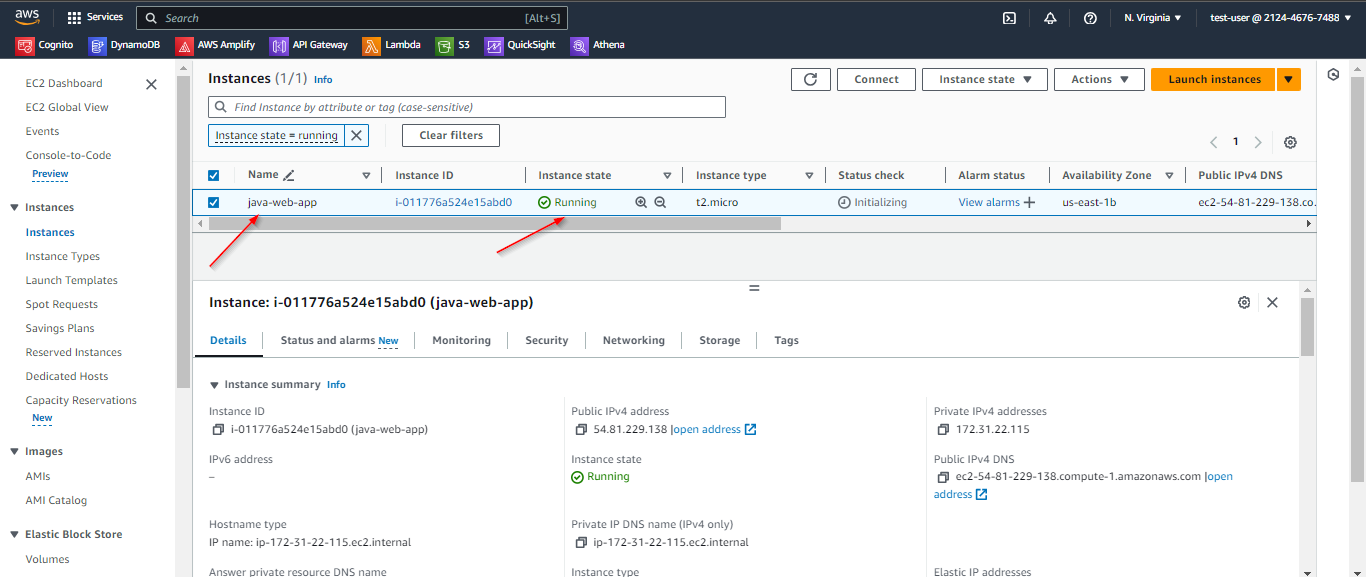 aws
Services
Search [Alt+S]
N. Virginia
test-user @ 2124-4676-7488
Cognito DynamoDB AWS Amplify API Gateway Lambda S3 QuickSight Athena
EC2 Dashboard
EC2 Global View
Events
Console-to-Code
Preview
Instances
Instances
Instance Types
Launch Templates
Spot Requests
Savings Plans
Reserved Instances
Dedicated Hosts
Capacity Reservations
New
Images
AMIs
AMI Catalog
Elastic Block Store
Volumes
Instances (1/1) Info
Connect
Instance state
Actions
Launch instances
Find Instance by attribute or tag (case-sensitive)
Instance state = running
Clear filters
1
Name Instance ID Instance state Instance type Status check Alarm status Availability Zone Public IPv4 DNS
java-web-app i-011776a524e15abd0 Running t2.micro Initializing View alarms us-east-1b ec2-54-81-229-138.co...
Instance: i-011776a524e15abd0 (java-web-app)
Details Status and alarms New Monitoring Security Networking Storage Tags
Instance summary Info
Instance ID
i-011776a524e15abd0 (java-web-app)
Public IPv4 address
54.81.229.138 |open address
Private IPv4 addresses
172.31.22.115
IPv6 address
–
Instance state
Running
Public IPv4 DNS
ec2-54-81-229-138.compute-1.amazonaws.com |open
address
Hostname type
IP name: ip-172-31-22-115.ec2.internal
Private IP DNS name (IPv4 only)
ip-172-31-22-115.ec2.internal
Answer private resource DNS name
Instance type
Elastic IP addresses